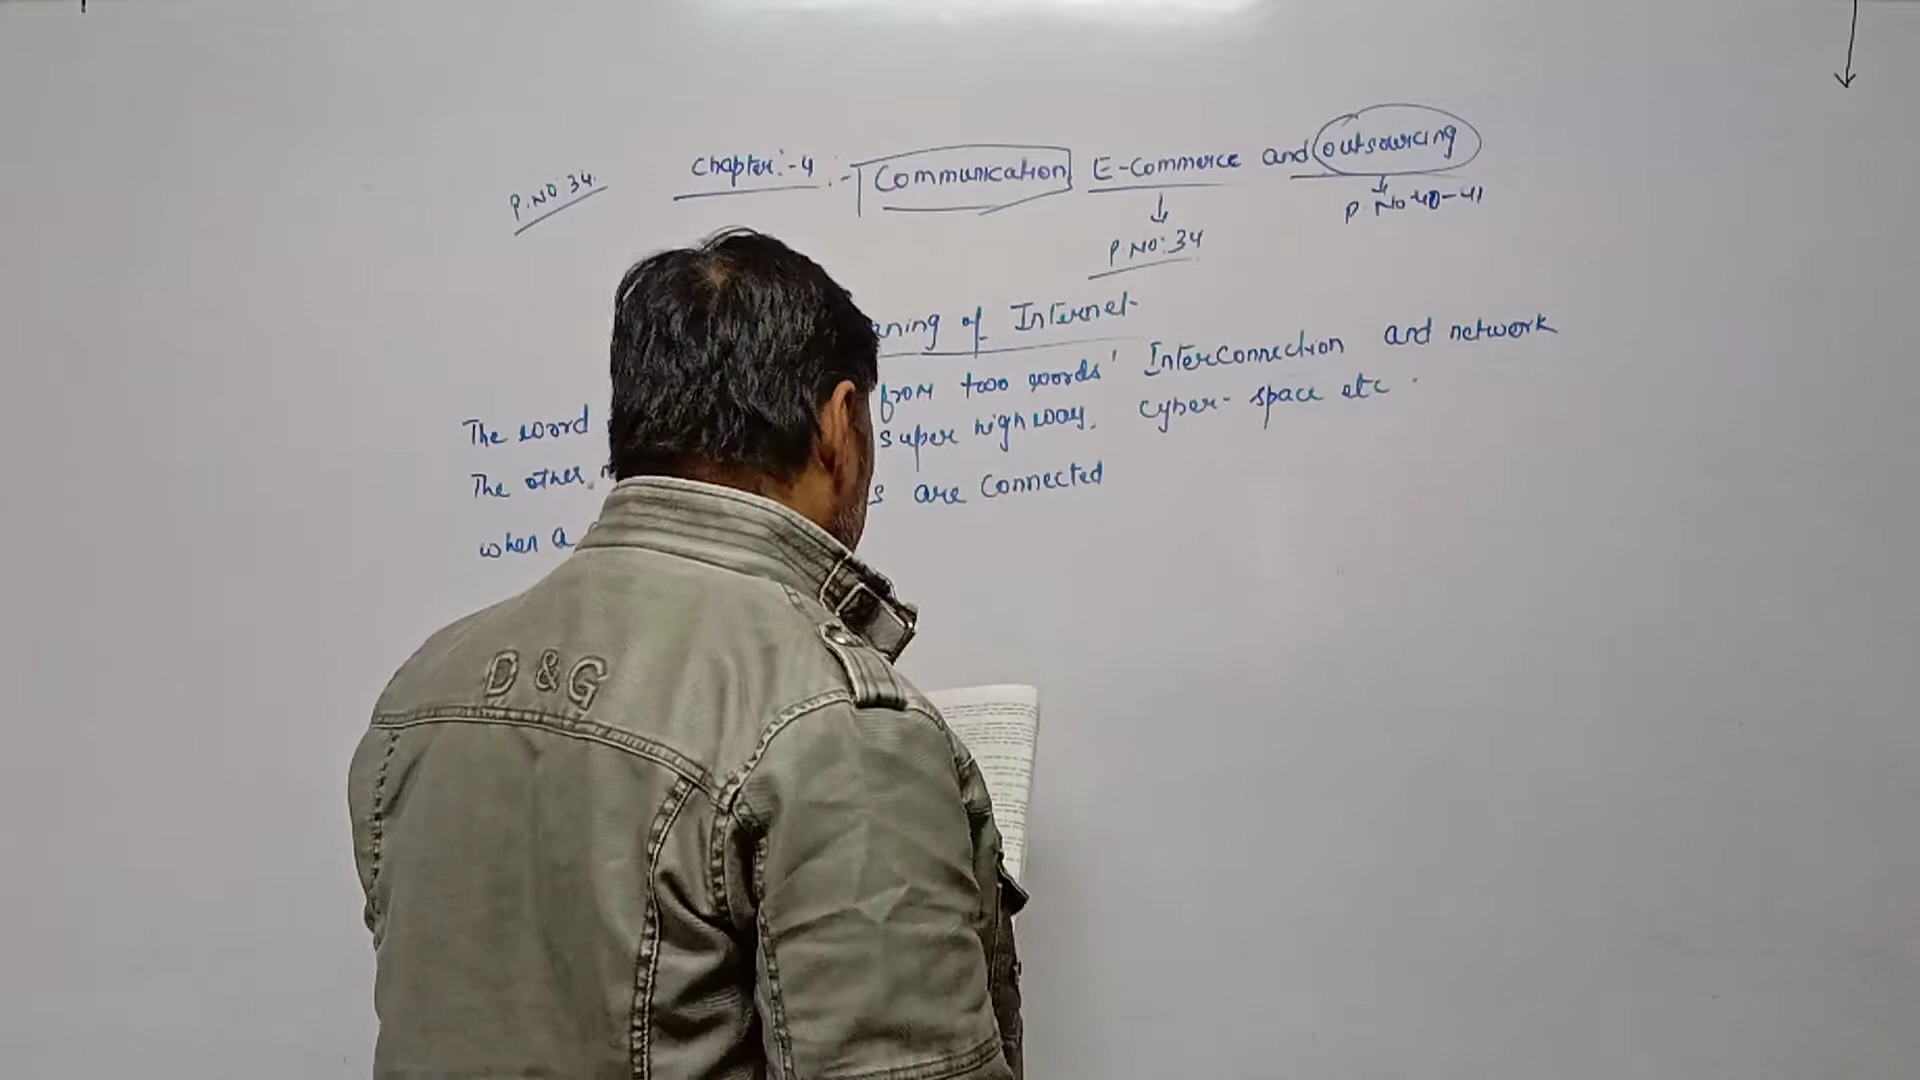 P.NO 34.
Chapter:-4 :- Communication E-Commerce and outsourcing
P.NO:34
P.No 40-41
ning of Internet
The word from two words' Interconnection and network
The other super highway, cyber-space etc.
when a s are Connected
D & G